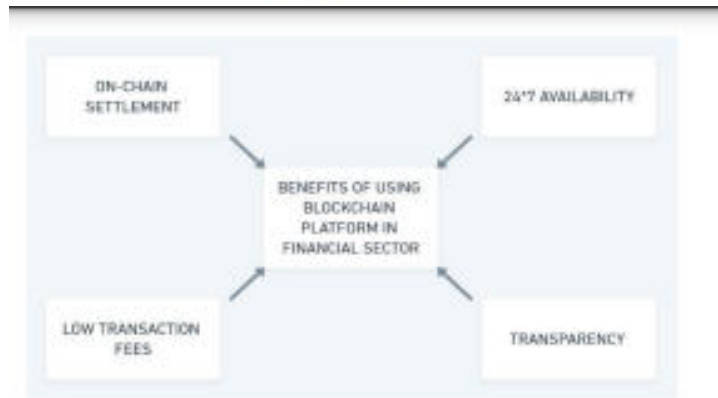 ON-CHAIN
SETTLEMENT
24*7 AVAILABILITY
BENEFITS OF USING
BLOCKCHAIN
PLATFORM IN
FINANCIAL SECTOR
LOW TRANSACTION
FEES
TRANSPARENCY